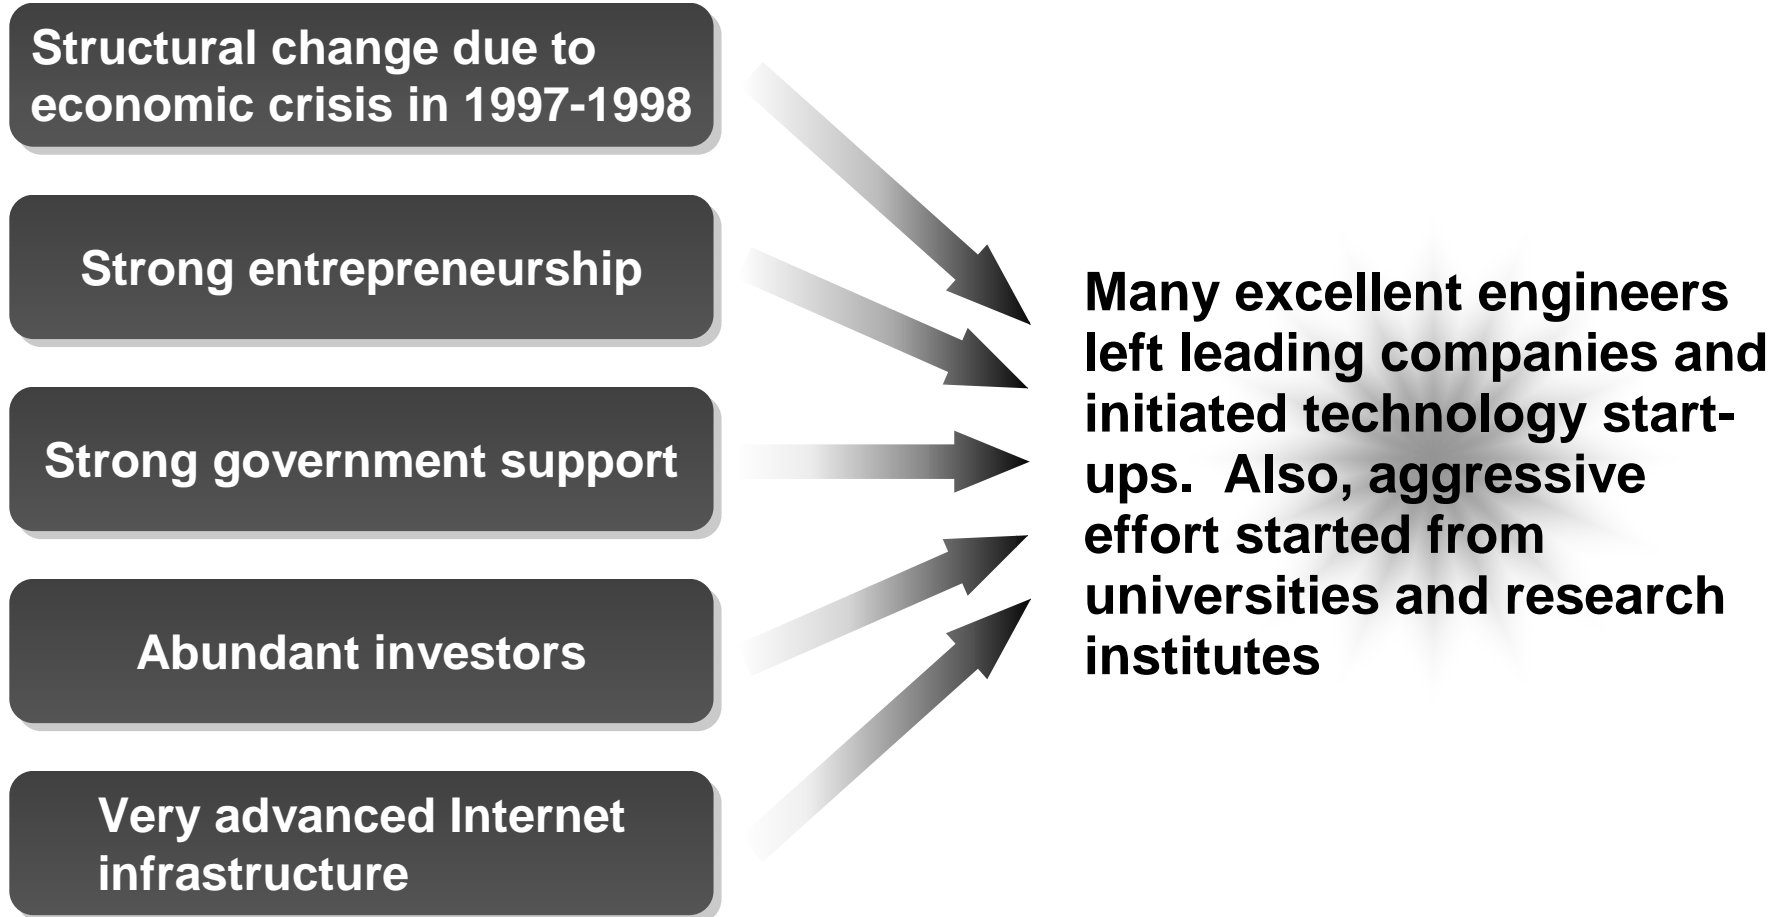 Structural change due to
economic crisis in 1997-1998
Strong entrepreneurship
Strong government support
Abundant investors
Very advanced Internet
infrastructure
Many excellent engineers
left leading companies and
initiated technology start-
ups.  Also, aggressive
effort started from
universities and research
institutes